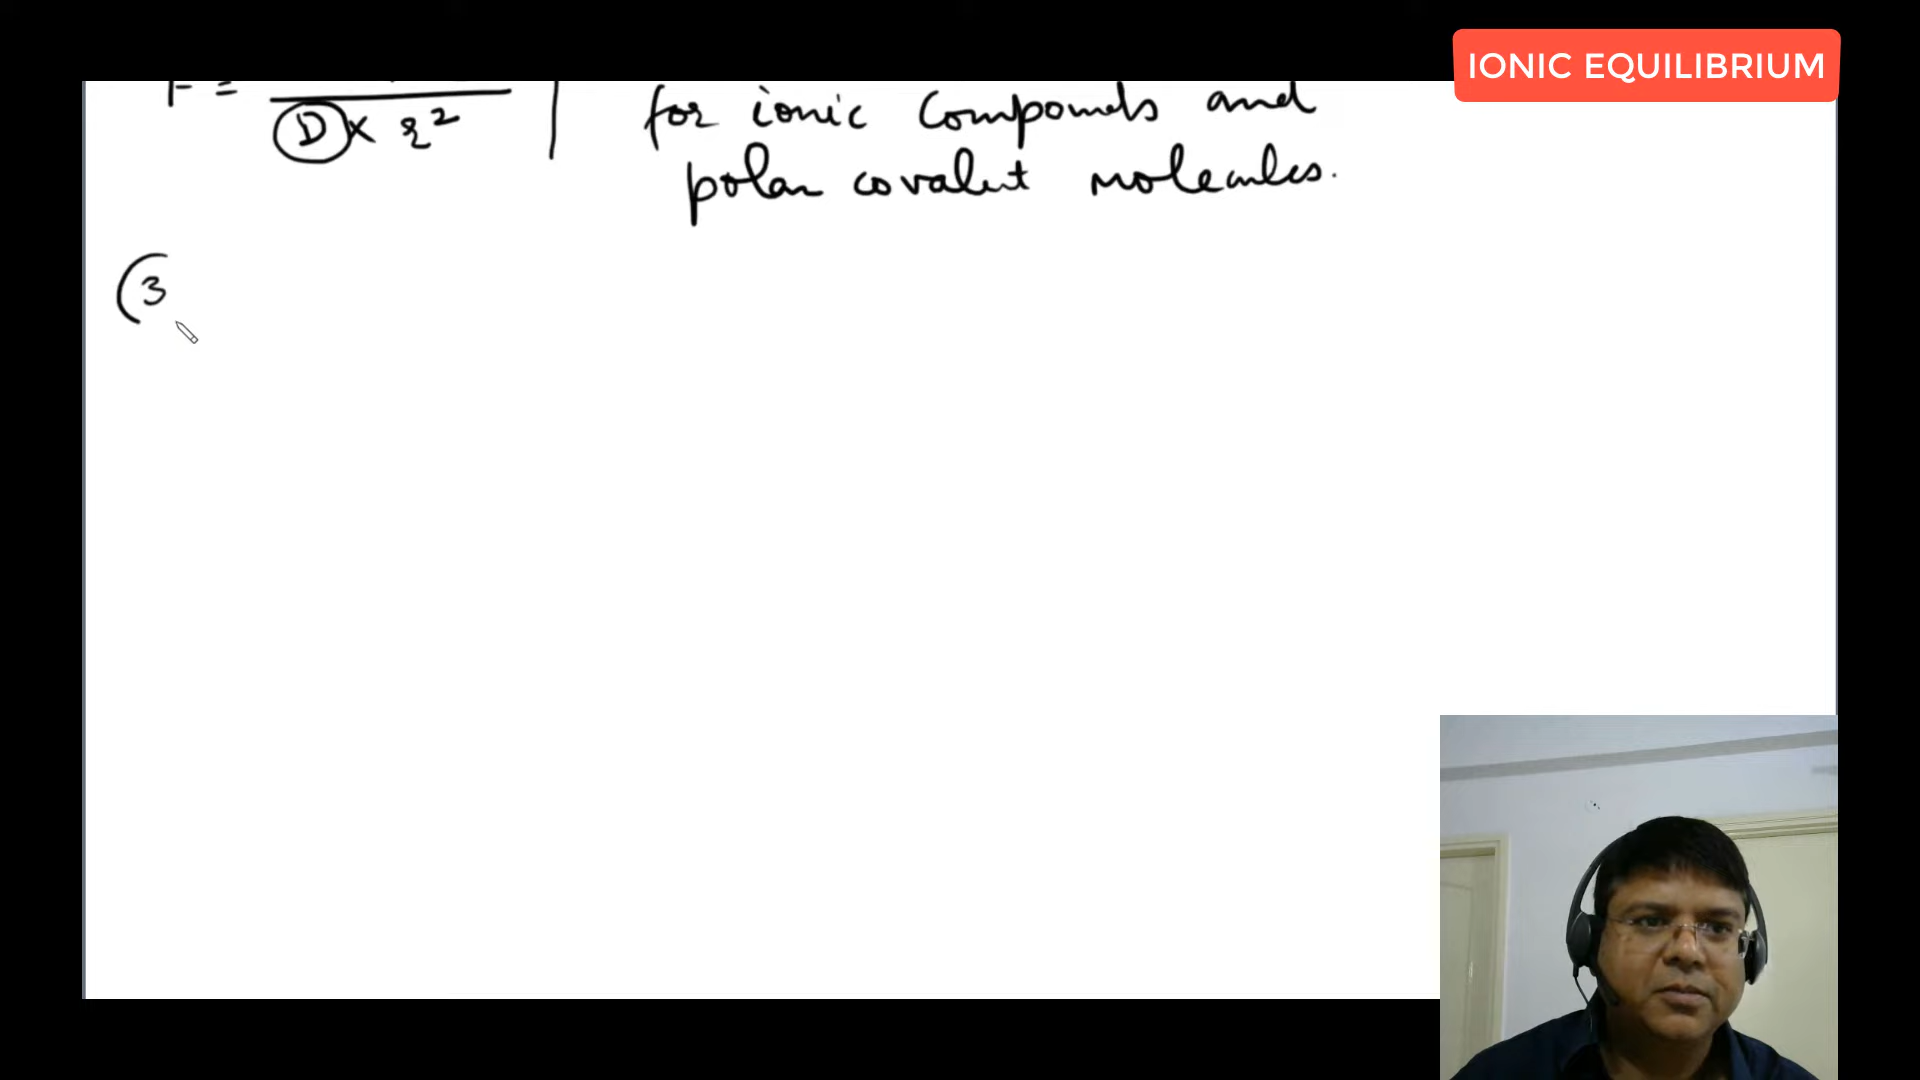 IONIC EQUILIBRIUM
F =
D × r²
for ionic compounds and
polar covalent molecules.
(3